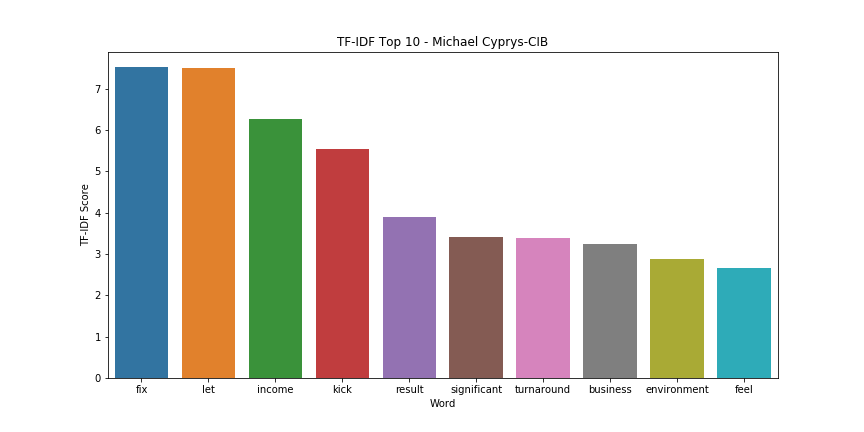 TF-IDF Top 10 - Michael Cyprys-CIB
TF-IDF Score
7
6
5
4
3
2
1
0
fix let income kick result significant turnaround business environment feel
Word